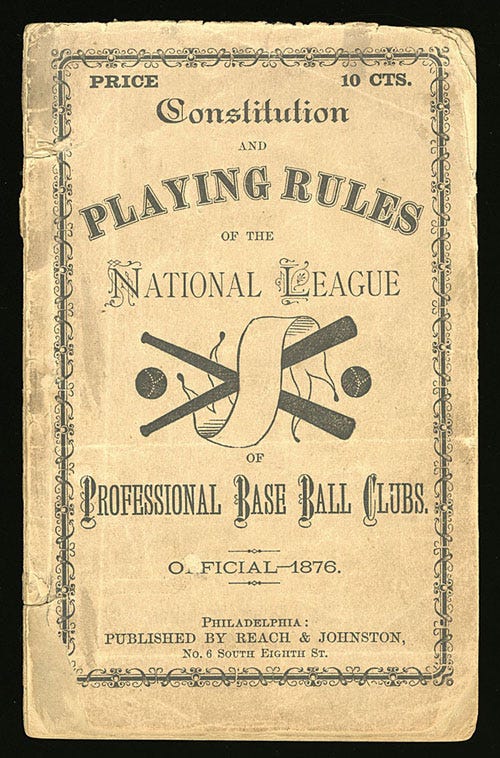 PRICE 10 CTS.
Constitution
AND
PLAYING RULES
OF THE
NATIONAL LEAGUE
OF
PROFESSIONAL BASE BALL CLUBS.
OFFICIAL—1876.
PHILADELPHIA:
PUBLISHED BY REACH & JOHNSTON,
No. 6 SOUTH EIGHTH ST.